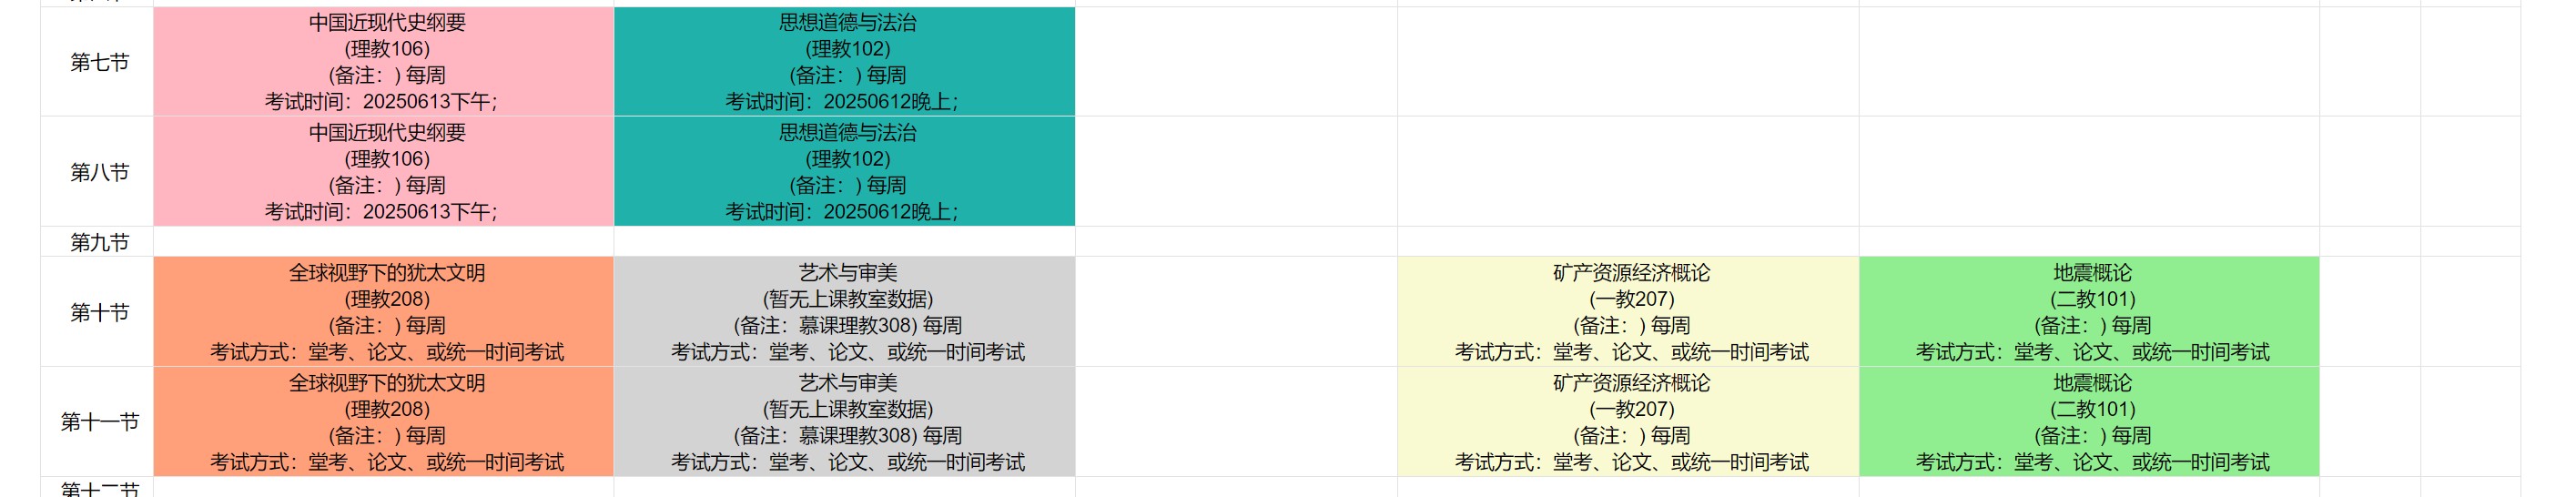 第七节
中国近现代史纲要
(理教106)
(备注：) 每周
考试时间：20250613下午；
思想道德与法治
(理教102)
(备注：) 每周
考试时间：20250612晚上；
第八节
中国近现代史纲要
(理教106)
(备注：) 每周
考试时间：20250613下午；
思想道德与法治
(理教102)
(备注：) 每周
考试时间：20250612晚上；
第九节
第十节
全球视野下的犹太文明
(理教208)
(备注：) 每周
考试方式：堂考、论文、或统一时间考试
艺术与审美
(暂无上课教室数据)
(备注：慕课理教308) 每周
考试方式：堂考、论文、或统一时间考试
矿产资源经济概论
(一教207)
(备注：) 每周
考试方式：堂考、论文、或统一时间考试
地震概论
(二教101)
(备注：) 每周
考试方式：堂考、论文、或统一时间考试
第十一节
全球视野下的犹太文明
(理教208)
(备注：) 每周
考试方式：堂考、论文、或统一时间考试
艺术与审美
(暂无上课教室数据)
(备注：慕课理教308) 每周
考试方式：堂考、论文、或统一时间考试
矿产资源经济概论
(一教207)
(备注：) 每周
考试方式：堂考、论文、或统一时间考试
地震概论
(二教101)
(备注：) 每周
考试方式：堂考、论文、或统一时间考试
第十二节